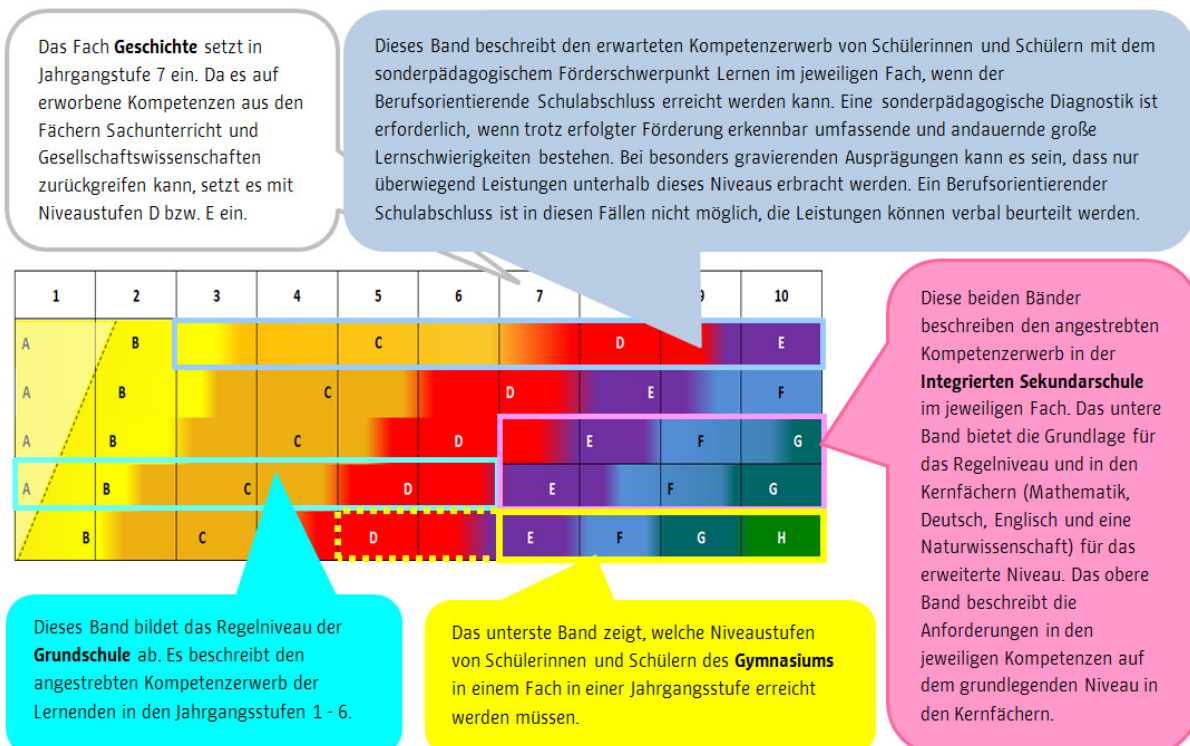 Das Fach Geschichte setzt in
Jahrgangstufe 7 ein. Da es auf
erworbene Kompetenzen aus den
Fächern Sachunterricht und
Gesellschaftswissenschaften
zurückgreifen kann, setzt es mit
Niveaustufen D bzw. E ein.
Dieses Band beschreibt den erwarteten Kompetenzerwerb von Schülerinnen und Schülern mit dem
sonderpädagogischem Förderschwerpunkt Lernen im jeweiligen Fach, wenn der
Berufsorientierende Schulabschluss erreicht werden kann. Eine sonderpädagogische Diagnostik ist
erforderlich, wenn trotz erfolgter Förderung erkennbar umfassende und andauernde große
Lernschwierigkeiten bestehen. Bei besonders gravierenden Ausprägungen kann es sein, dass nur
überwiegend Leistungen unterhalb dieses Niveaus erbracht werden. Ein Berufsorientierender
Schulabschluss ist in diesen Fällen nicht möglich, die Leistungen können verbal beurteilt werden.
1 2 3 4 5 6 7 9 10
A B C D E
A B C D E F
A B C D E F G
A B C D E F G
B C D E F G H
Diese beiden Bänder
beschreiben den angestrebten
Kompetenzerwerb in der
Integrierten Sekundarschule
im jeweiligen Fach. Das untere
Band bietet die Grundlage für
das Regelniveau und in den
Kernfächern (Mathematik,
Deutsch, Englisch und eine
Naturwissenschaft) für das
erweiterte Niveau. Das obere
Band beschreibt die
Anforderungen in den
jeweiligen Kompetenzen auf
dem grundlegenden Niveau in
den Kernfächern.
Dieses Band bildet das Regelniveau der
Grundschule ab. Es beschreibt den
angestrebten Kompetenzerwerb der
Lernenden in den Jahrgangsstufen 1 - 6.
Das unterste Band zeigt, welche Niveaustufen
von Schülerinnen und Schülern des Gymnasiums
in einem Fach in einer Jahrgangsstufe erreicht
werden müssen.